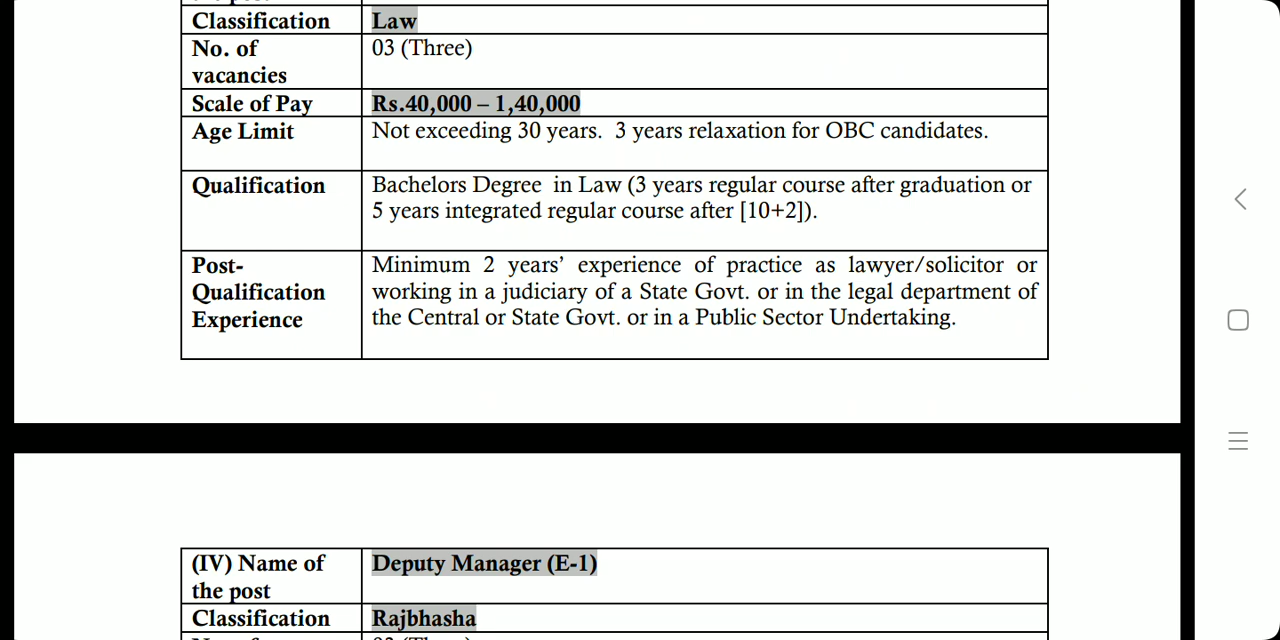 Classification Law
No. of 03 (Three)
vacancies
Scale of Pay Rs.40,000 – 1,40,000
Age Limit Not exceeding 30 years.  3 years relaxation for OBC candidates.
Qualification Bachelors Degree  in Law (3 years regular course after graduation or
5 years integrated regular course after [10+2]).
Post- Minimum 2 years’ experience of practice as lawyer/solicitor or
Qualification working in a judiciary of a State Govt. or in the legal department of
Experience the Central or State Govt. or in a Public Sector Undertaking.
(IV) Name of Deputy Manager (E-1)
the post
Classification Rajbhasha